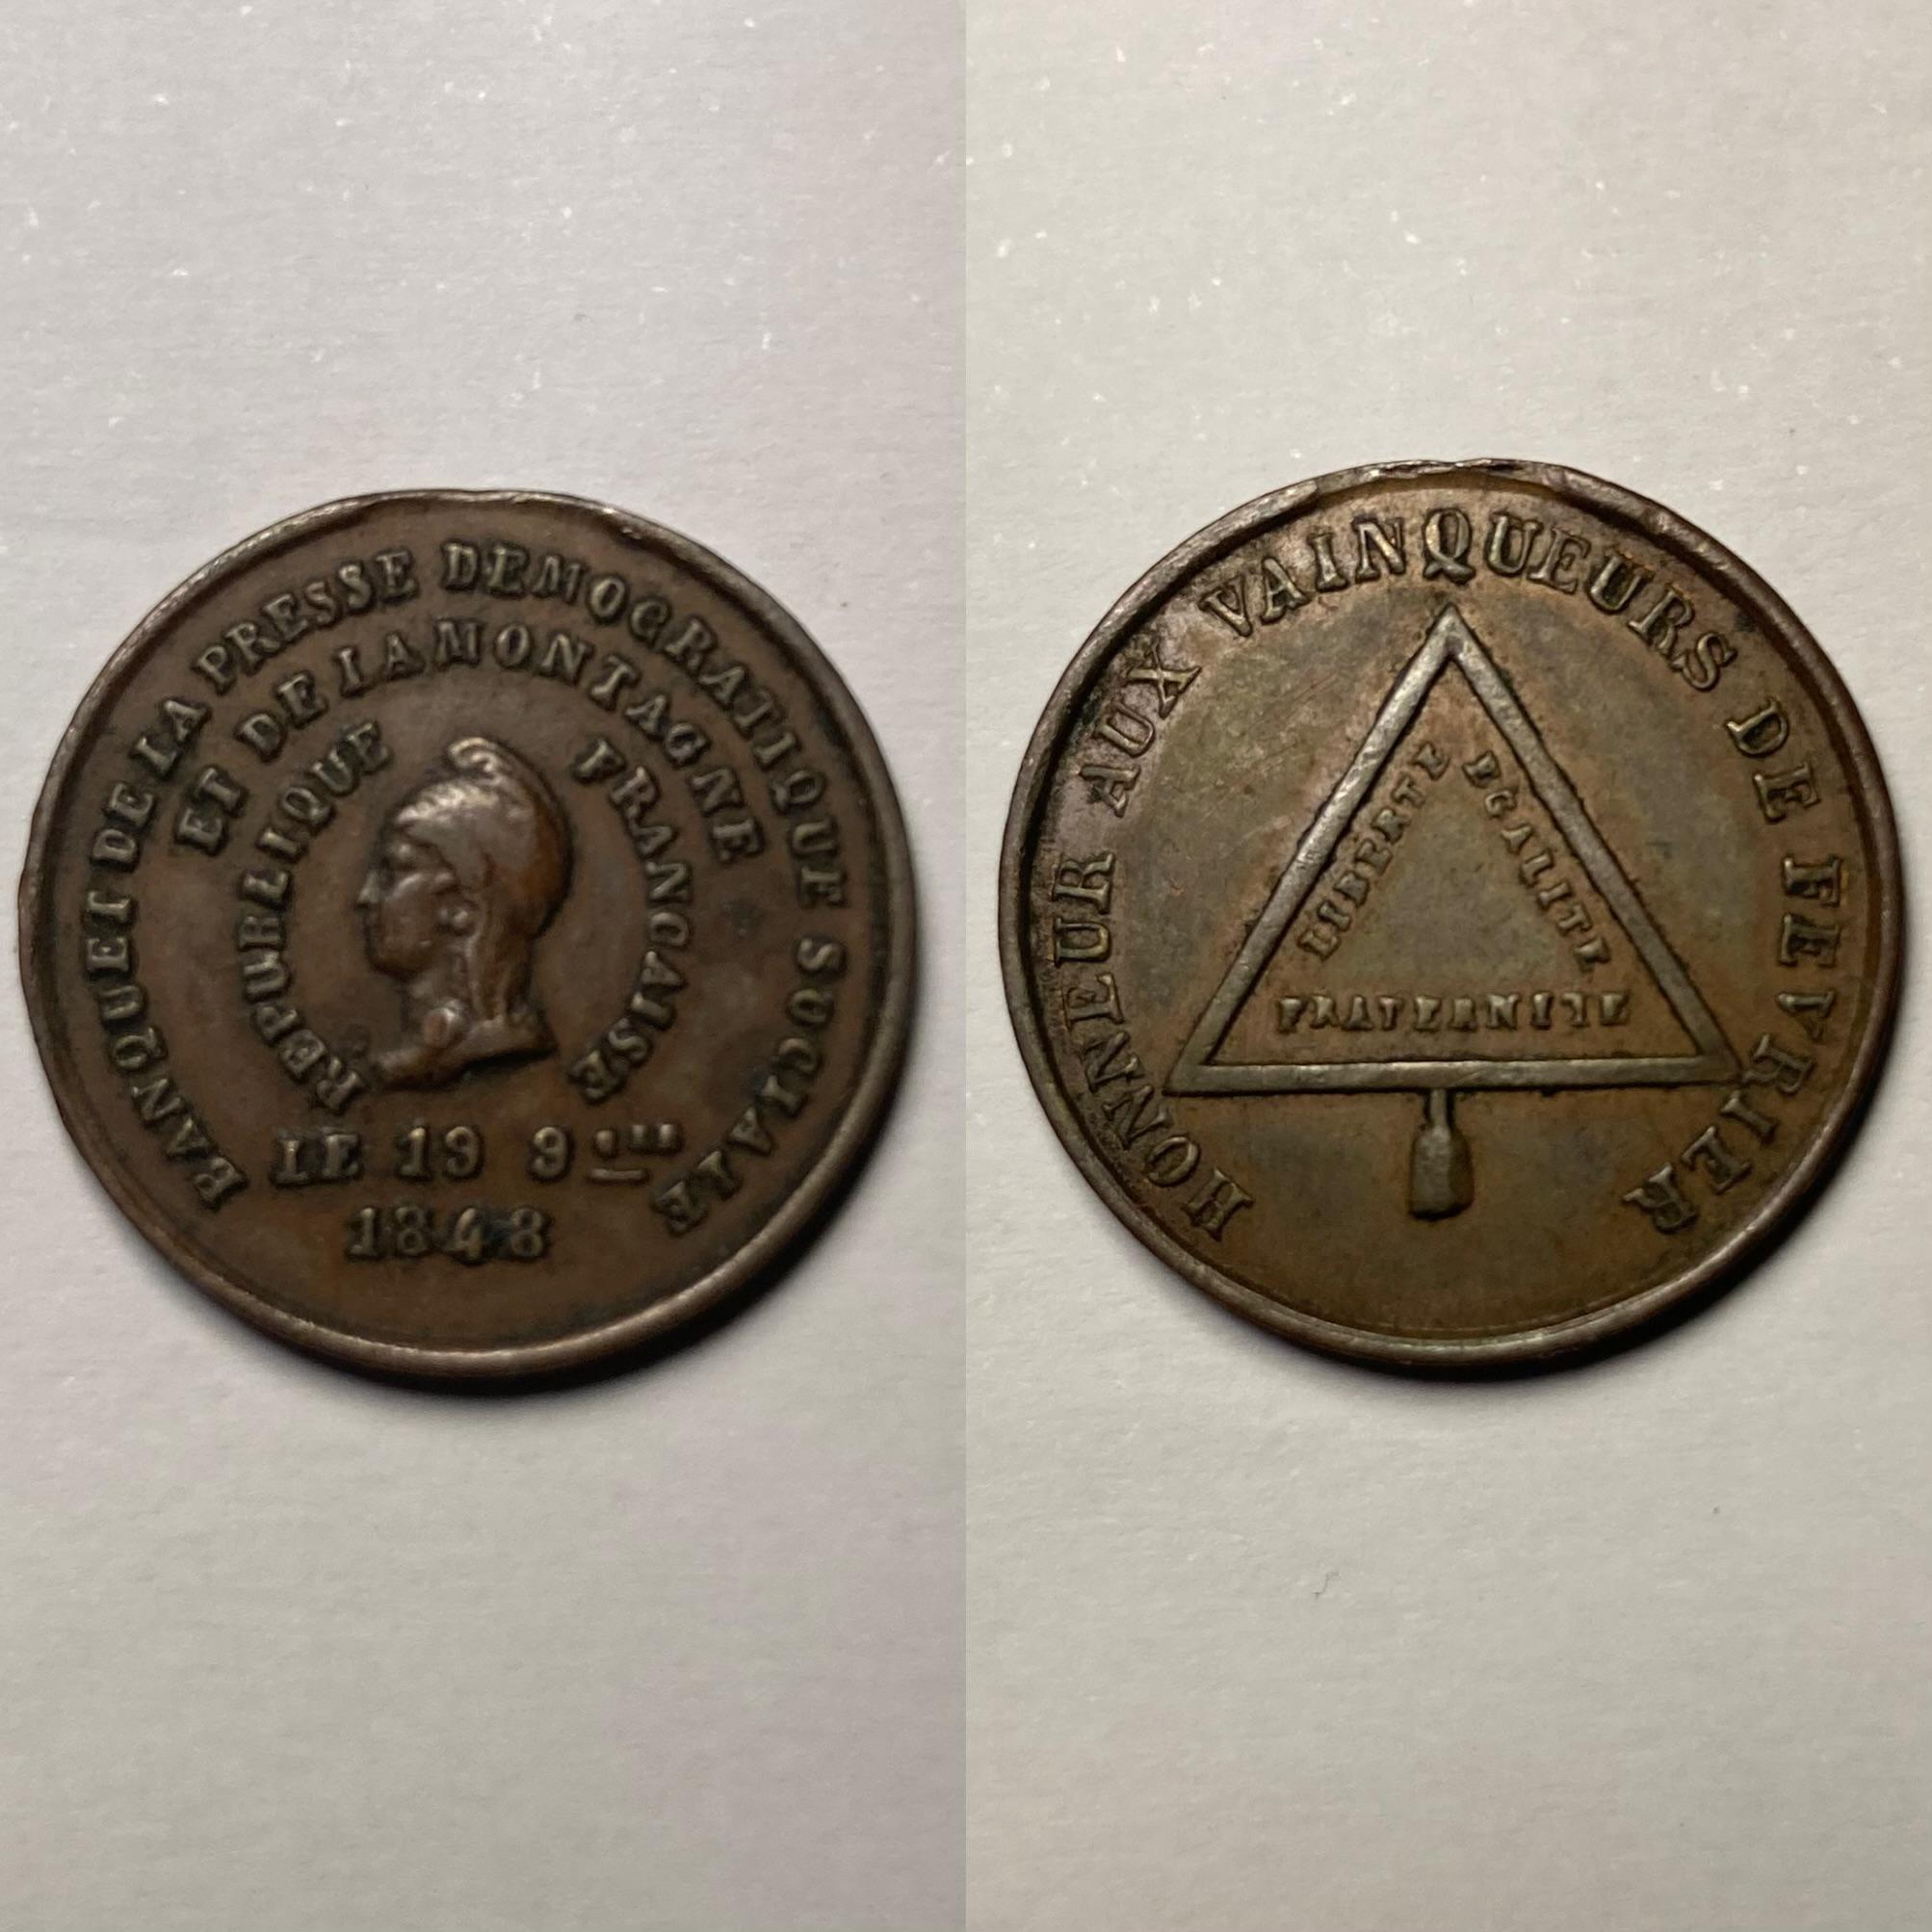 BANQUET DE LA PRESSE DEMOCRATIQUE SOCIALE
ET DE LA MONTAGNE
REPUBLIQUE FRANCAISE
LE 19 9bre
1848
HONNEUR AUX VAINQUEURS DE FEVRIER
LIBERTE EGALITE
FRATERNITE